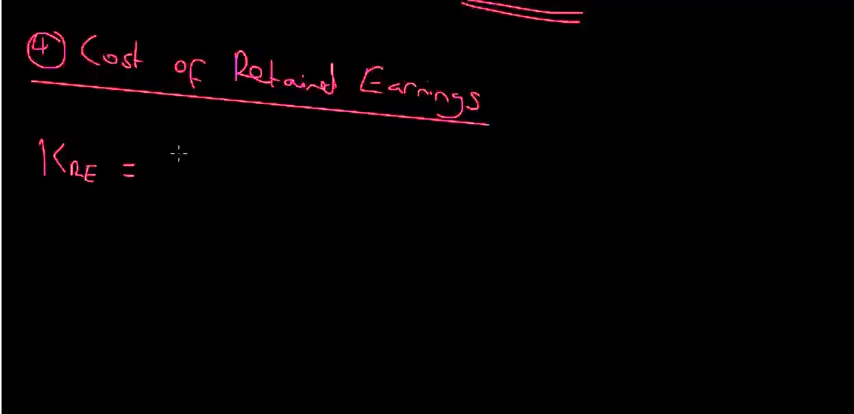 ④ Cost of Retained Earnings
K_RE =